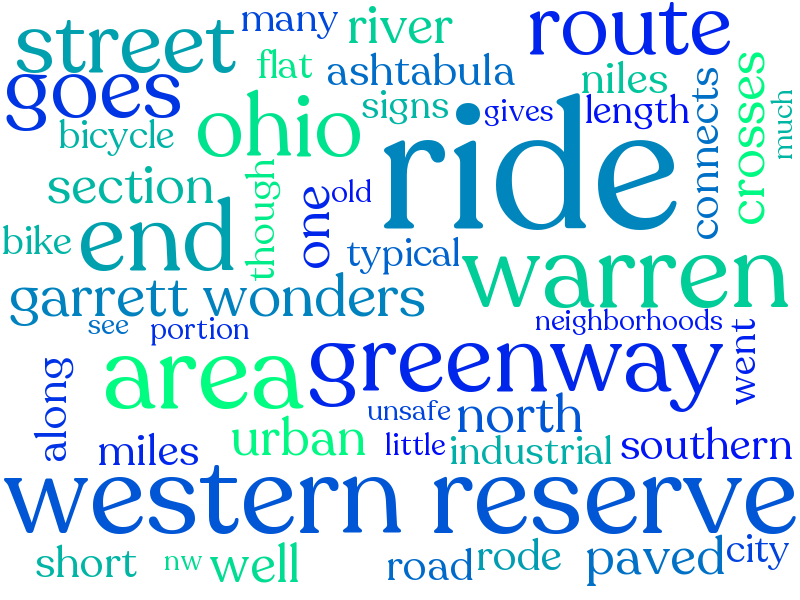 many
river
route
street
flat
ashtabula
niles
goes
signs
gives
length
connects
crosses
much
bicycle
ohio
ride
section
though
one
old
bike
end
typical
warren
garrett wonders
see
portion
neighborhoods
went
area
greenway
along
unsafe
north
miles
urban
little
industrial
southern
western reserve
short
nw
well
road
rode
paved
city